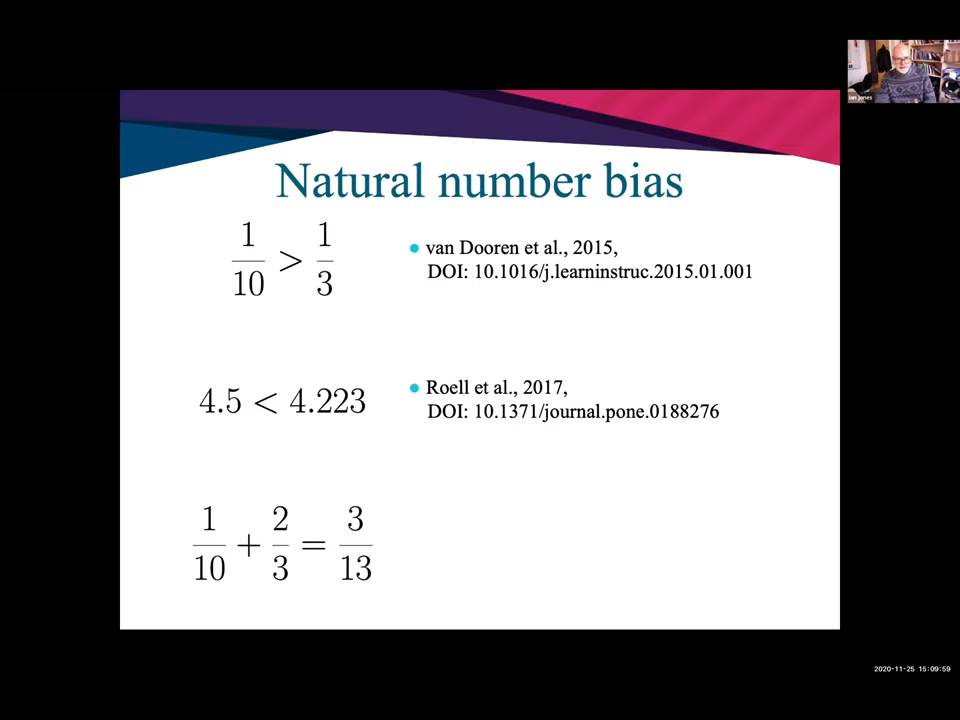 ian jones
Natural number bias
1/10 > 1/3
van Dooren et al., 2015,
DOI: 10.1016/j.learninstruc.2015.01.001
4.5 < 4.223
Roell et al., 2017,
DOI: 10.1371/journal.pone.0188276
1/10 + 2/3 = 3/13
2020-11-25 15:09:59